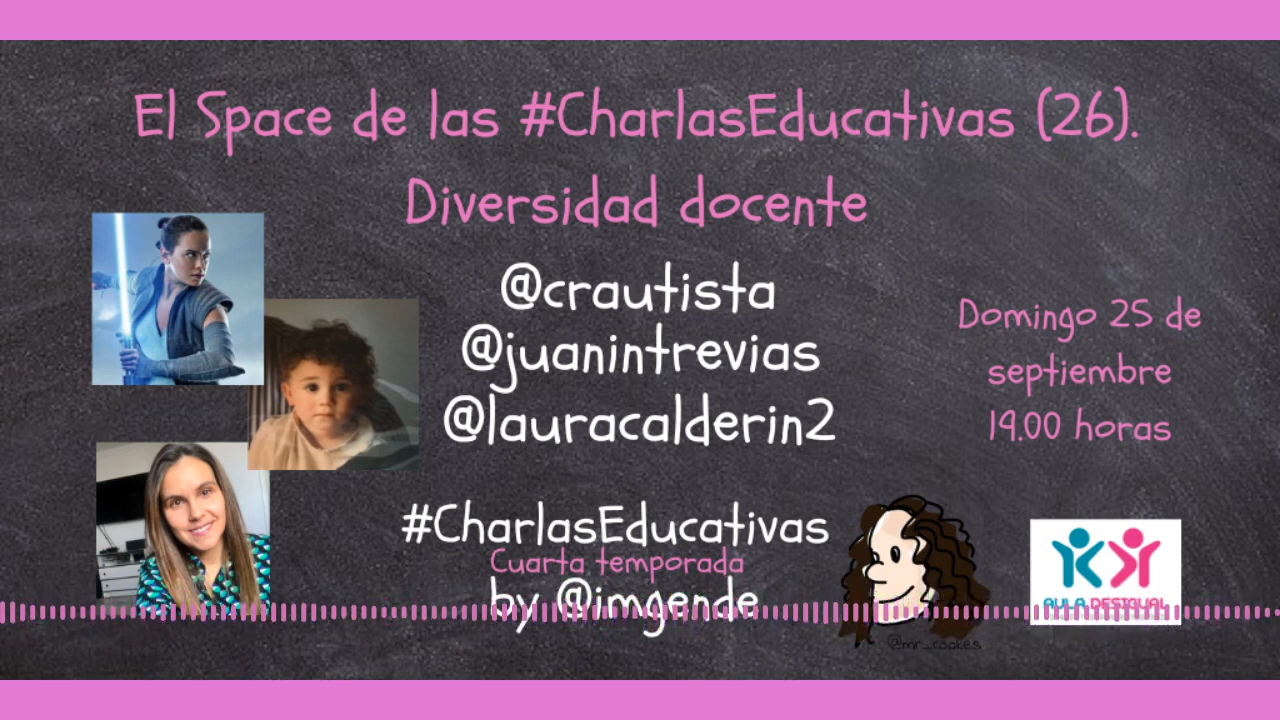 El Space de las #CharlasEducativas (26).
Diversidad docente
@crautista
@juanintrevias
@lauracalderin2
Domingo 25 de
septiembre
19.00 horas
#CharlasEducativas
Cuarta temporada
by @imgende
@mr_rookes
AULA DESIGUAL